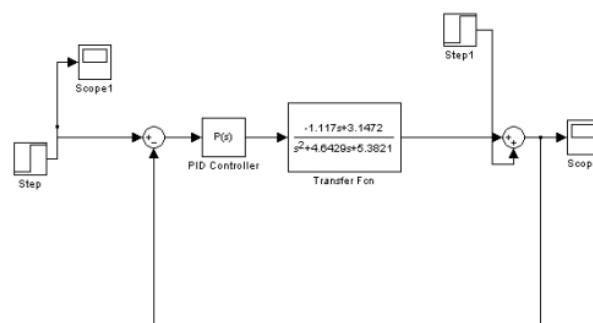 Step1
Scope1
+
−
P(s)
PID Controller
-1.117s+3.1472
s²+4.6429s+5.3821
Transfer Fcn
+
+
Scop
Step